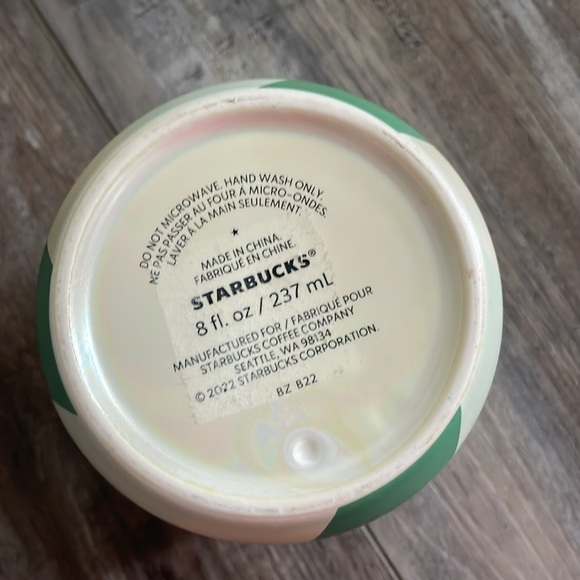 DO NOT MICROWAVE. HAND WASH ONLY.
NE PAS PASSER AU FOUR À MICRO-ONDES.
LAVER À LA MAIN SEULEMENT.
MADE IN CHINA.
FABRIQUÉ EN CHINE.
STARBUCKS®
8 fl. oz / 237 mL
MANUFACTURED FOR / FABRIQUÉ POUR
STARBUCKS COFFEE COMPANY
SEATTLE, WA 98134
© 2022 STARBUCKS CORPORATION.
BZ B22